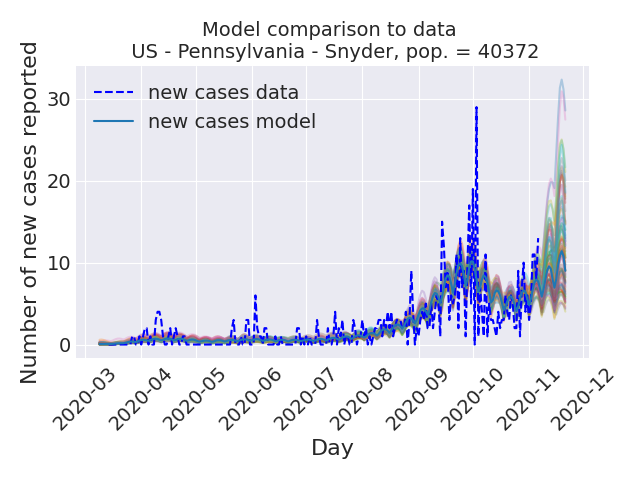 Model comparison to data
US - Pennsylvania - Snyder, pop. = 40372
Number of new cases reported
30
20
10
0
new cases data
new cases model
2020-03
2020-04
2020-05
2020-06
2020-07
2020-08
2020-09
2020-10
2020-11
2020-12
Day